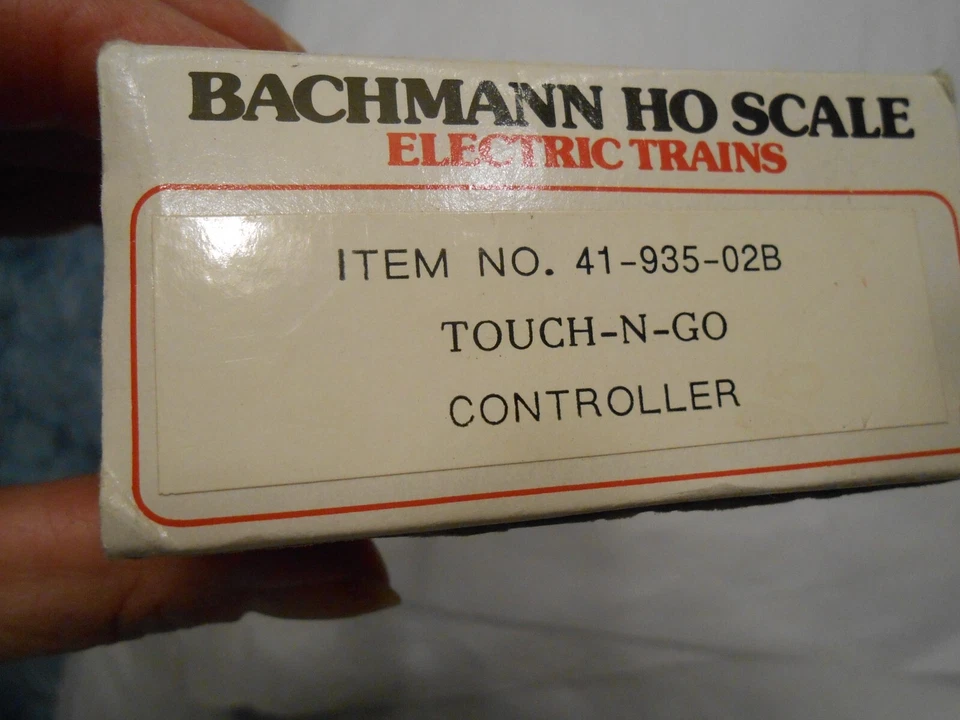 BACHMANN HO SCALE
ELECTRIC TRAINS
ITEM NO. 41-935-02B
TOUCH-N-GO
CONTROLLER